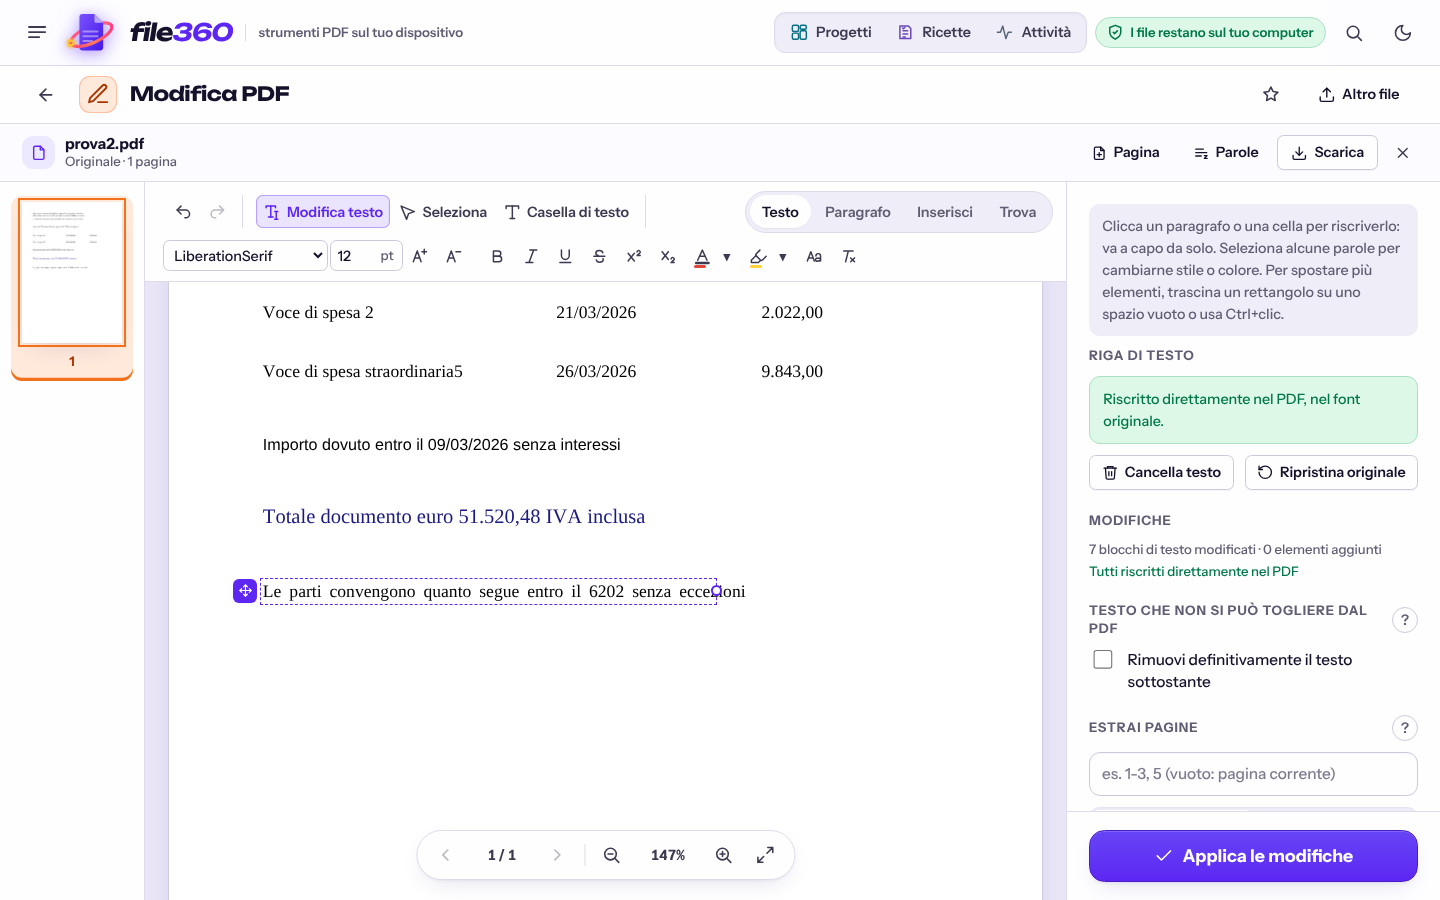 file360
strumenti PDF sul tuo dispositivo
Progetti
Ricette
Attività
I file restano sul tuo computer
Modifica PDF
Altro file
prova2.pdf
Originale · 1 pagina
Pagina
Parole
Scarica
Modifica testo
Seleziona
Casella di testo
Testo
Paragrafo
Inserisci
Trova
LiberationSerif
12 pt
1
Voce di spesa 2 21/03/2026 2.022,00
Voce di spesa straordinaria5 26/03/2026 9.843,00
Importo dovuto entro il 09/03/2026 senza interessi
Totale documento euro 51.520,48 IVA inclusa
Le parti convengono quanto segue entro il 6202 senza eccezioni
1 / 1
147%
Clicca un paragrafo o una cella per riscriverlo:
va a capo da solo. Seleziona alcune parole per
cambiarne stile o colore. Per spostare più
elementi, trascina un rettangolo su uno
spazio vuoto o usa Ctrl+clic.
RIGA DI TESTO
Riscritto direttamente nel PDF, nel font
originale.
Cancella testo
Ripristina originale
MODIFICHE
7 blocchi di testo modificati · 0 elementi aggiunti
Tutti riscritti direttamente nel PDF
TESTO CHE NON SI PUÒ TOGLIERE DAL
PDF
?
Rimuovi definitivamente il testo
sottostante
ESTRAI PAGINE
?
es. 1-3, 5 (vuoto: pagina corrente)
Applica le modifiche